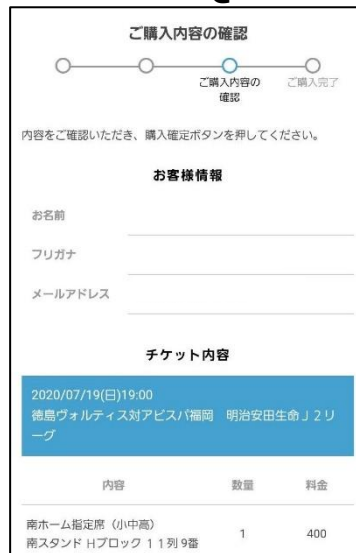 ご購入内容の確認
ご購入内容の
確認
ご購入完了
内容をご確認いただき、購入確定ボタンを押してください。
お客様情報
お名前
フリガナ
メールアドレス
チケット内容
2020/07/19(日)19:00
徳島ヴォルティス対アビスパ福岡 明治安田生命J2リ
ーグ
内容 数量 料金
南ホーム指定席（小中高）
南スタンド Hブロック 11列9番 1 400